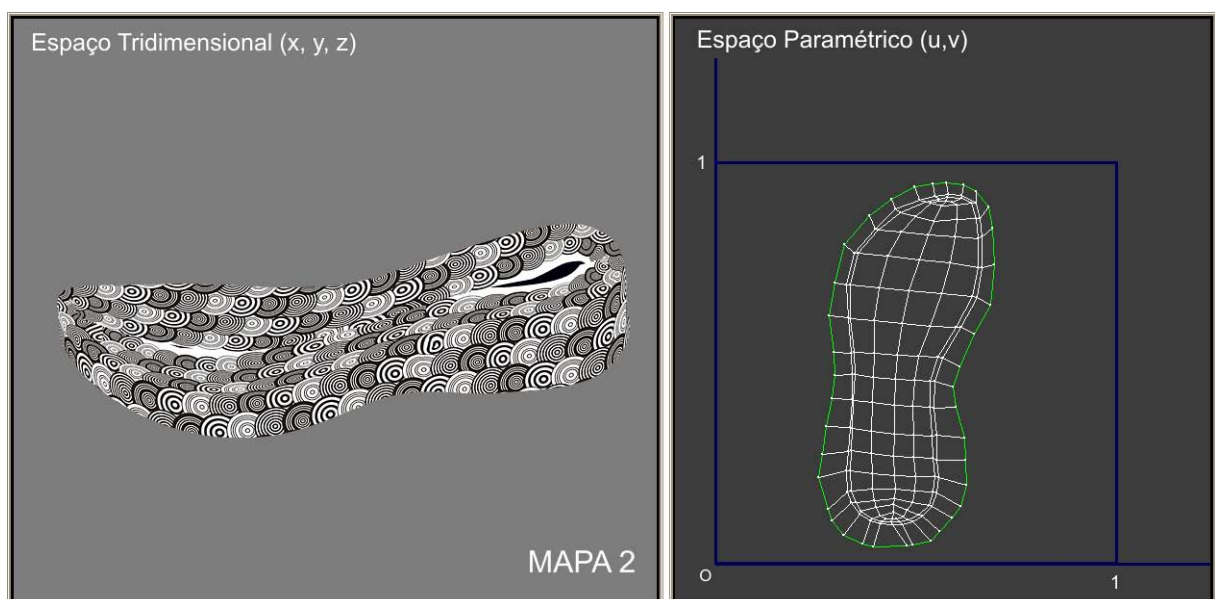 Espaço Tridimensional (x, y, z)
MAPA 2
Espaço Paramétrico (u,v)
1
O
1